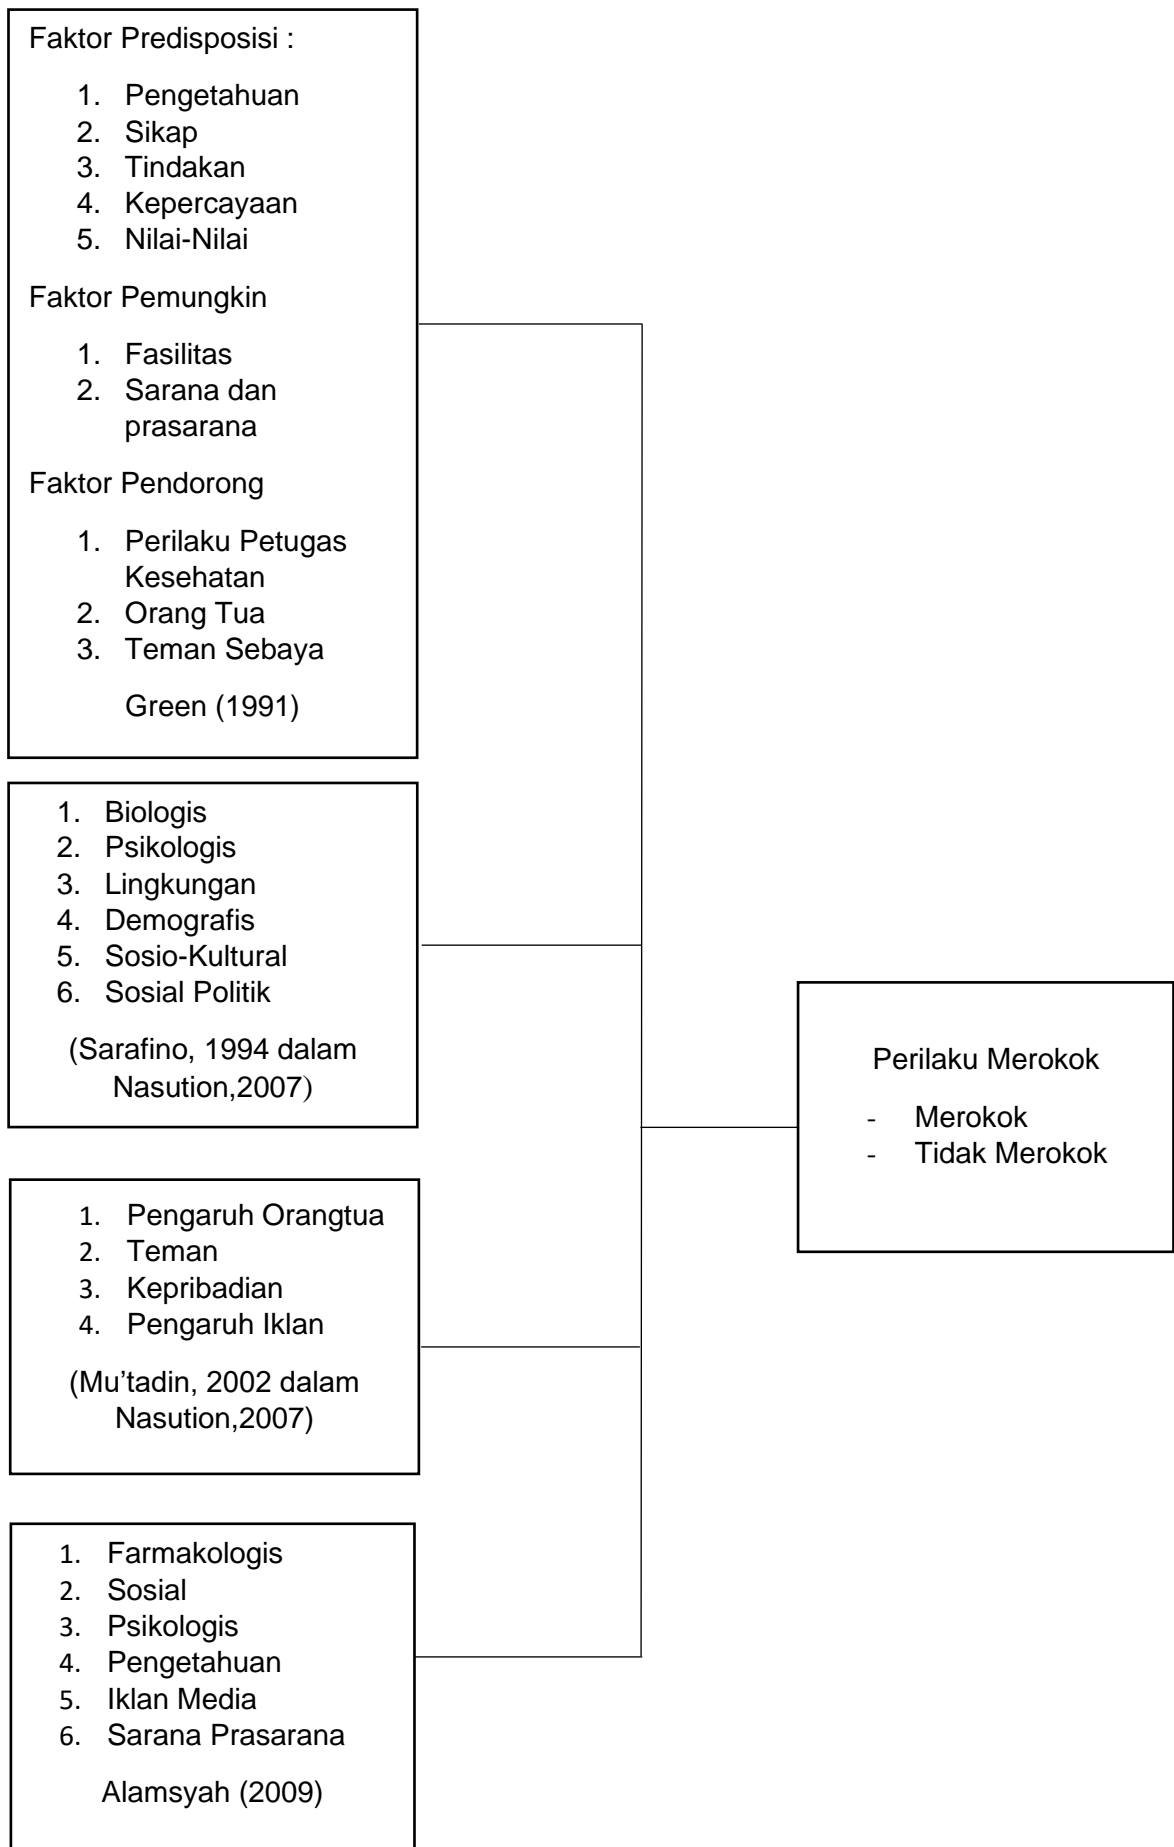 Faktor Predisposisi :
1. Pengetahuan
2. Sikap
3. Tindakan
4. Kepercayaan
5. Nilai-Nilai
Faktor Pemungkin
1. Fasilitas
2. Sarana dan
prasarana
Faktor Pendorong
1. Perilaku Petugas
Kesehatan
2. Orang Tua
3. Teman Sebaya
Green (1991)
1. Biologis
2. Psikologis
3. Lingkungan
4. Demografis
5. Sosio-Kultural
6. Sosial Politik
(Sarafino, 1994 dalam
Nasution,2007)
1. Pengaruh Orangtua
2. Teman
3. Kepribadian
4. Pengaruh Iklan
(Mu’tadin, 2002 dalam
Nasution,2007)
1. Farmakologis
2. Sosial
3. Psikologis
4. Pengetahuan
5. Iklan Media
6. Sarana Prasarana
Alamsyah (2009)
Perilaku Merokok
- Merokok
- Tidak Merokok